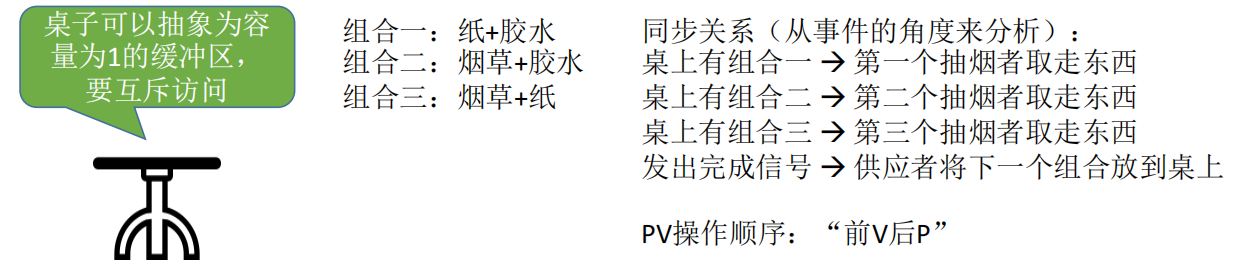 桌子可以抽象为容
量为1的缓冲区，
要互斥访问
组合一：纸+胶水
组合二：烟草+胶水
组合三：烟草+纸
同步关系（从事件的角度来分析）：
桌上有组合一 → 第一个抽烟者取走东西
桌上有组合二 → 第二个抽烟者取走东西
桌上有组合三 → 第三个抽烟者取走东西
发出完成信号 → 供应者将下一个组合放到桌上
PV操作顺序：“前V后P”